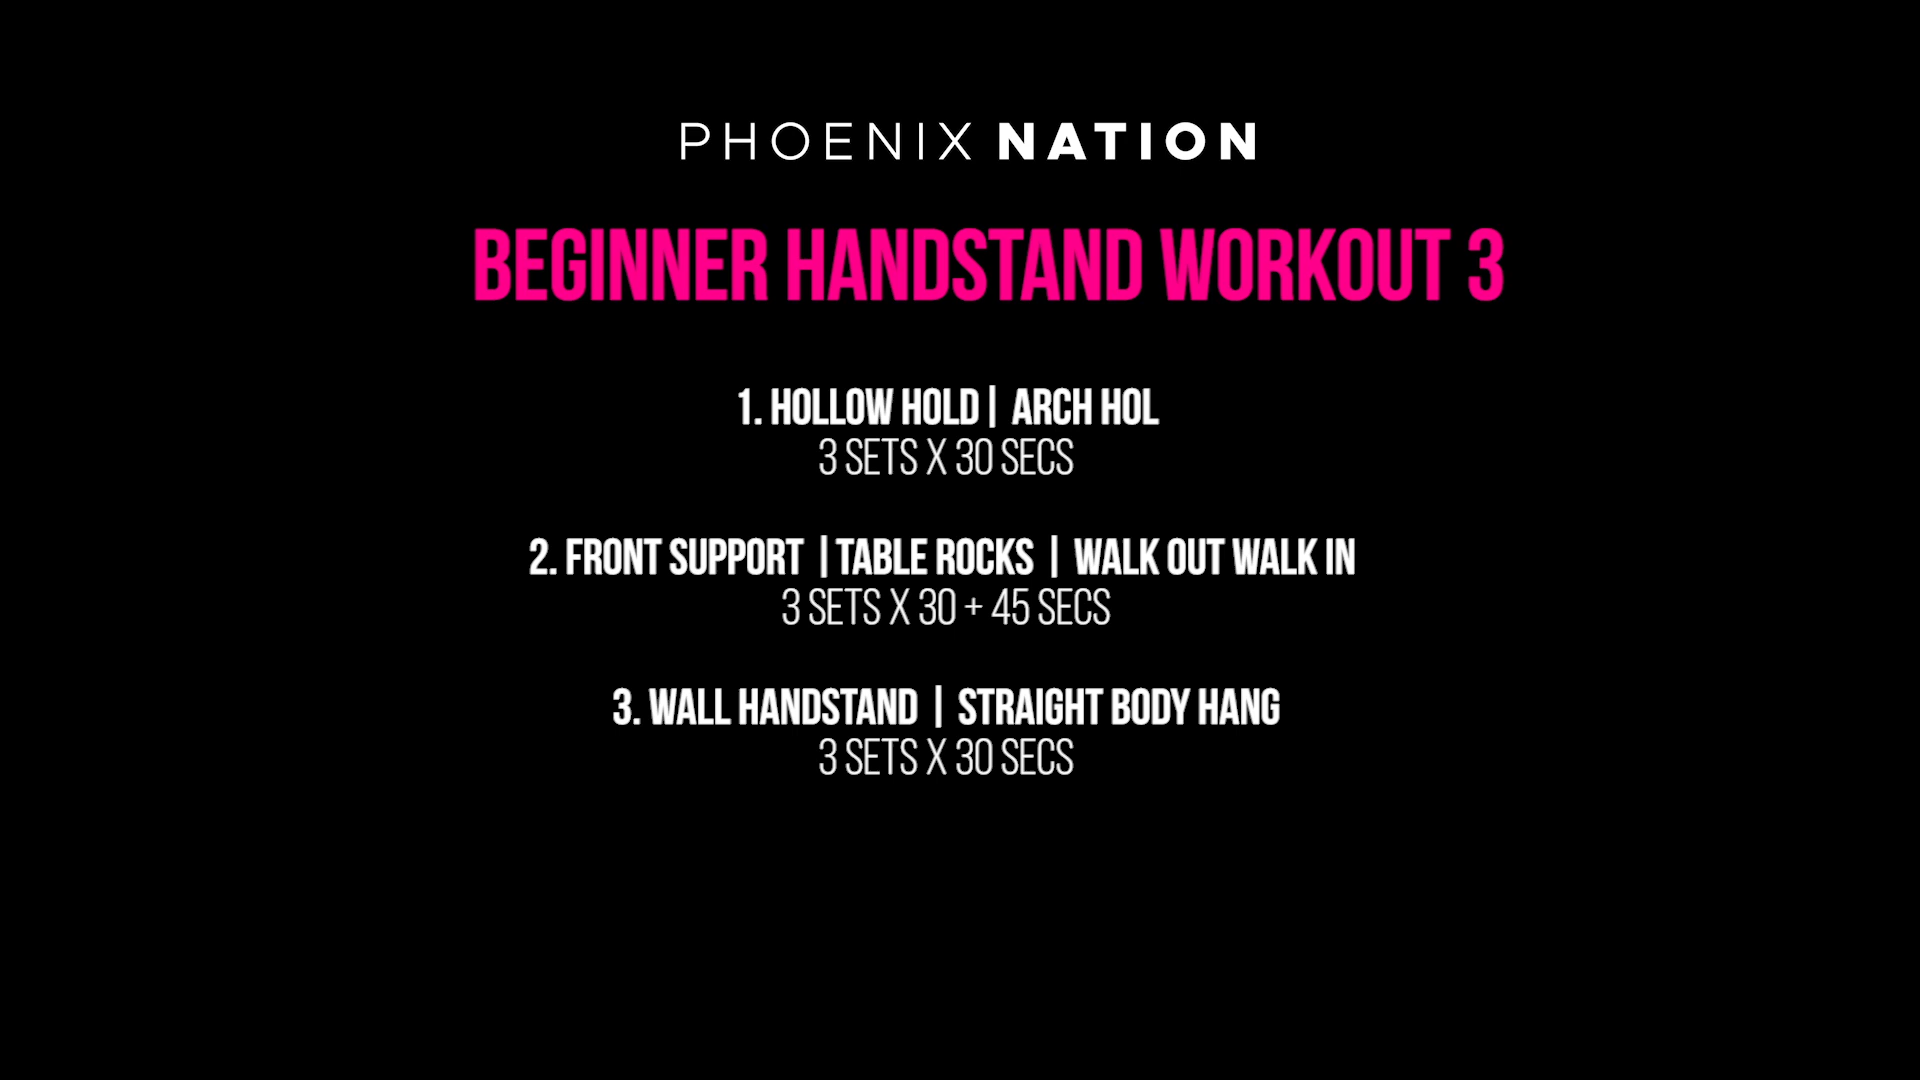 PHOENIX NATION
BEGINNER HANDSTAND WORKOUT 3
1. HOLLOW HOLD | ARCH HOL
3 SETS X 30 SECS
2. FRONT SUPPORT | TABLE ROCKS | WALK OUT WALK IN
3 SETS X 30 + 45 SECS
3. WALL HANDSTAND | STRAIGHT BODY HANG
3 SETS X 30 SECS